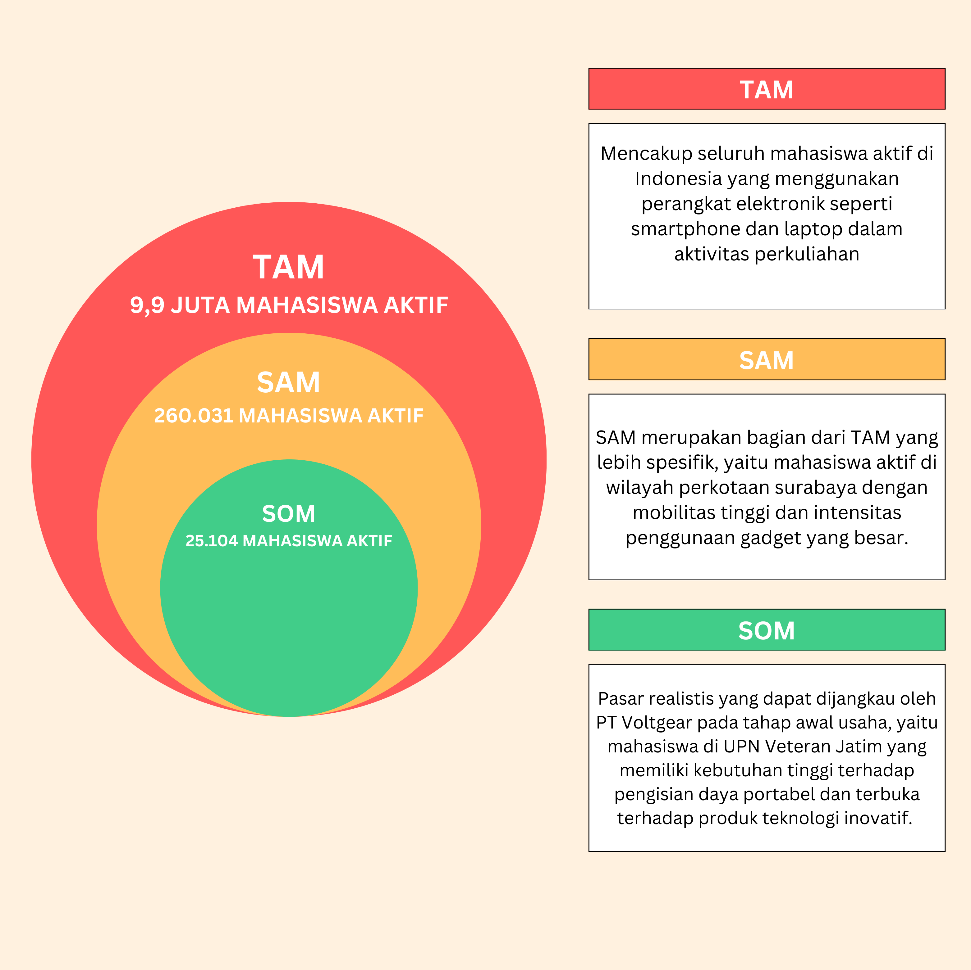 TAM
9,9 JUTA MAHASISWA AKTIF
SAM
260.031 MAHASISWA AKTIF
SOM
25.104 MAHASISWA AKTIF
TAM
Mencakup seluruh mahasiswa aktif di
Indonesia yang menggunakan
perangkat elektronik seperti
smartphone dan laptop dalam
aktivitas perkuliahan
SAM
SAM merupakan bagian dari TAM yang
lebih spesifik, yaitu mahasiswa aktif di
wilayah perkotaan surabaya dengan
mobilitas tinggi dan intensitas
penggunaan gadget yang besar.
SOM
Pasar realistis yang dapat dijangkau oleh
PT Voltgear pada tahap awal usaha, yaitu
mahasiswa di UPN Veteran Jatim yang
memiliki kebutuhan tinggi terhadap
pengisian daya portabel dan terbuka
terhadap produk teknologi inovatif.